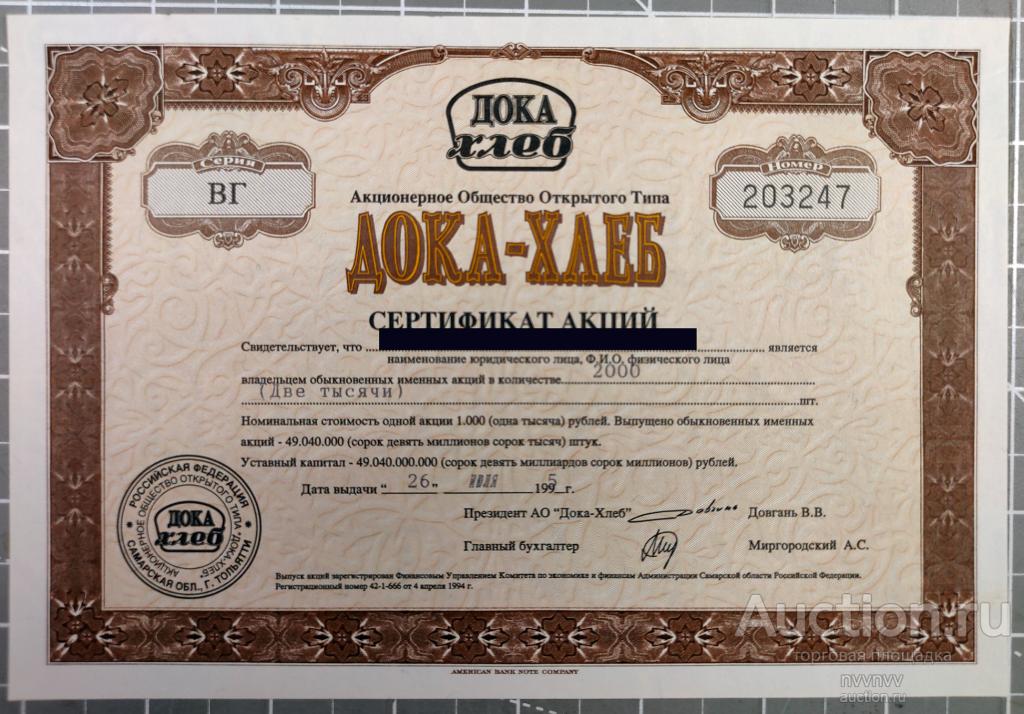 ДОКА
хлеб
Серия
ВГ
Номер
203247
Акционерное Общество Открытого Типа
ДОКА-ХЛЕБ
СЕРТИФИКАТ АКЦИЙ
Свидетельствует, что ................ является
наименование юридического лица, Ф.И.О. физического лица
2000
владельцем обыкновенных именных акций в количестве................
(Две тысячи)
................шт.
Номинальная стоимость одной акции 1.000 (одна тысяча) рублей. Выпущено обыкновенных именных
акций - 49.040.000 (сорок девять миллионов сорок тысяч) штук.
Уставный капитал - 49.040.000.000 (сорок девять миллиардов сорок миллионов) рублей.
Дата выдачи “ 26 ” июля 1995 г.
Президент АО "Дока-Хлеб" Довгань В.В.
Главный бухгалтер Миргородский А.С.
РОССИЙСКАЯ ФЕДЕРАЦИЯ
АКЦИОНЕРНОЕ ОБЩЕСТВО ОТКРЫТОГО ТИПА „ДОКА-ХЛЕБ“
ДОКА
хлеб
САМАРСКАЯ ОБЛ., Г. ТОЛЬЯТТИ
Выпуск акций зарегистрирован Финансовым Управлением Комитета по экономике и финансам Администрации Самарской области Российской Федерации.
Регистрационный номер 42-1-666 от 4 апреля 1994 г.
AMERICAN BANK NOTE COMPANY
Auction.ru
торговая площадка
nvvnvv
auction.ru